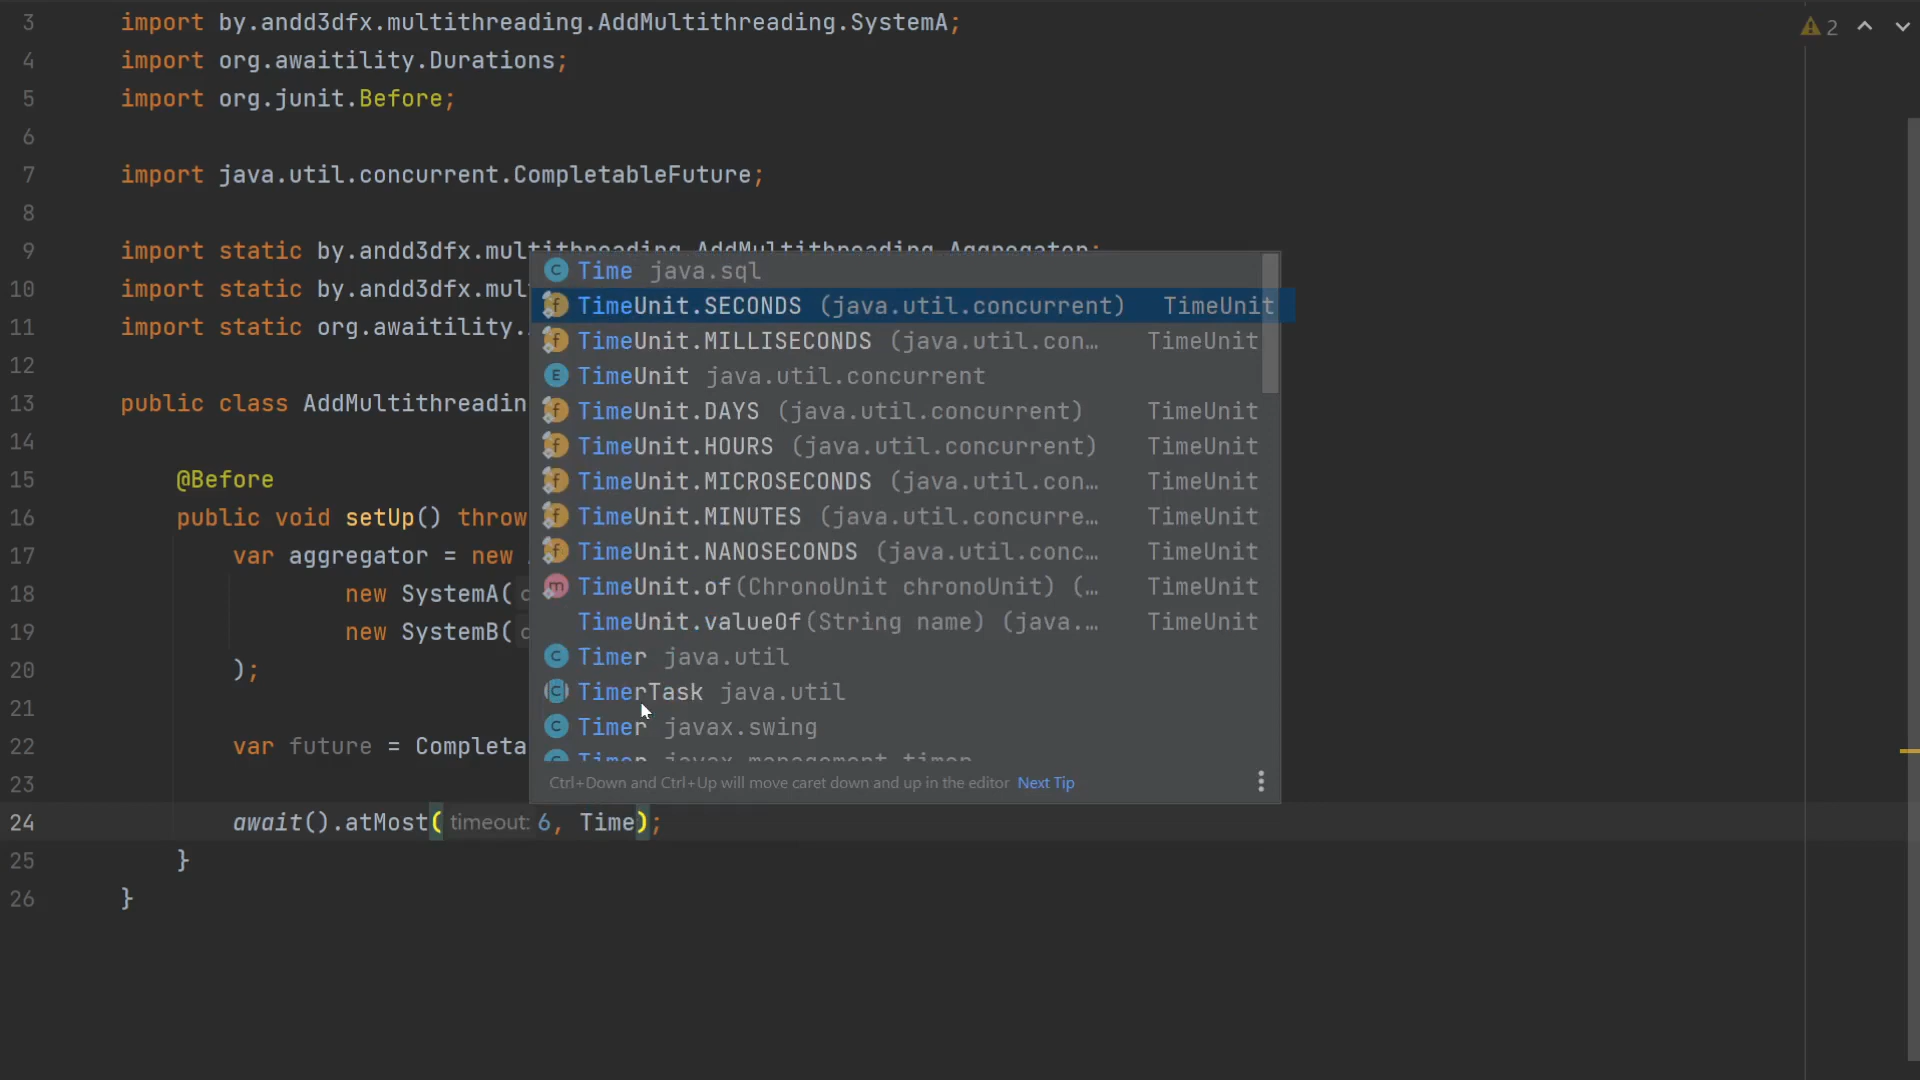 3 import by.andd3dfx.multithreading.AddMultithreading.SystemA;
4 import org.awaitility.Durations;
5 import org.junit.Before;
6
7 import java.util.concurrent.CompletableFuture;
8
9 import static by.andd3dfx.multithreading.AddMultithreading.Aggregator;
10 import static by.andd3dfx.mul
11 import static org.awaitility.
12
13 public class AddMultithreadin
14
15 @Before
16 public void setUp() throw
17 var aggregator = new
18 new SystemA(
19 new SystemB(
20 );
21
22 var future = Completa
23
24 await().atMost( timeout: 6, Time);
25 }
26 }
2
Time java.sql
TimeUnit.SECONDS (java.util.concurrent) TimeUnit
TimeUnit.MILLISECONDS (java.util.con… TimeUnit
TimeUnit java.util.concurrent
TimeUnit.DAYS (java.util.concurrent) TimeUnit
TimeUnit.HOURS (java.util.concurrent) TimeUnit
TimeUnit.MICROSECONDS (java.util.con… TimeUnit
TimeUnit.MINUTES (java.util.concurre… TimeUnit
TimeUnit.NANOSECONDS (java.util.conc… TimeUnit
TimeUnit.of(ChronoUnit chronoUnit) (… TimeUnit
TimeUnit.valueOf(String name) (java.… TimeUnit
Timer java.util
TimerTask java.util
Timer javax.swing
Timer javax.management.timer
Ctrl+Down and Ctrl+Up will move caret down and up in the editor Next Tip